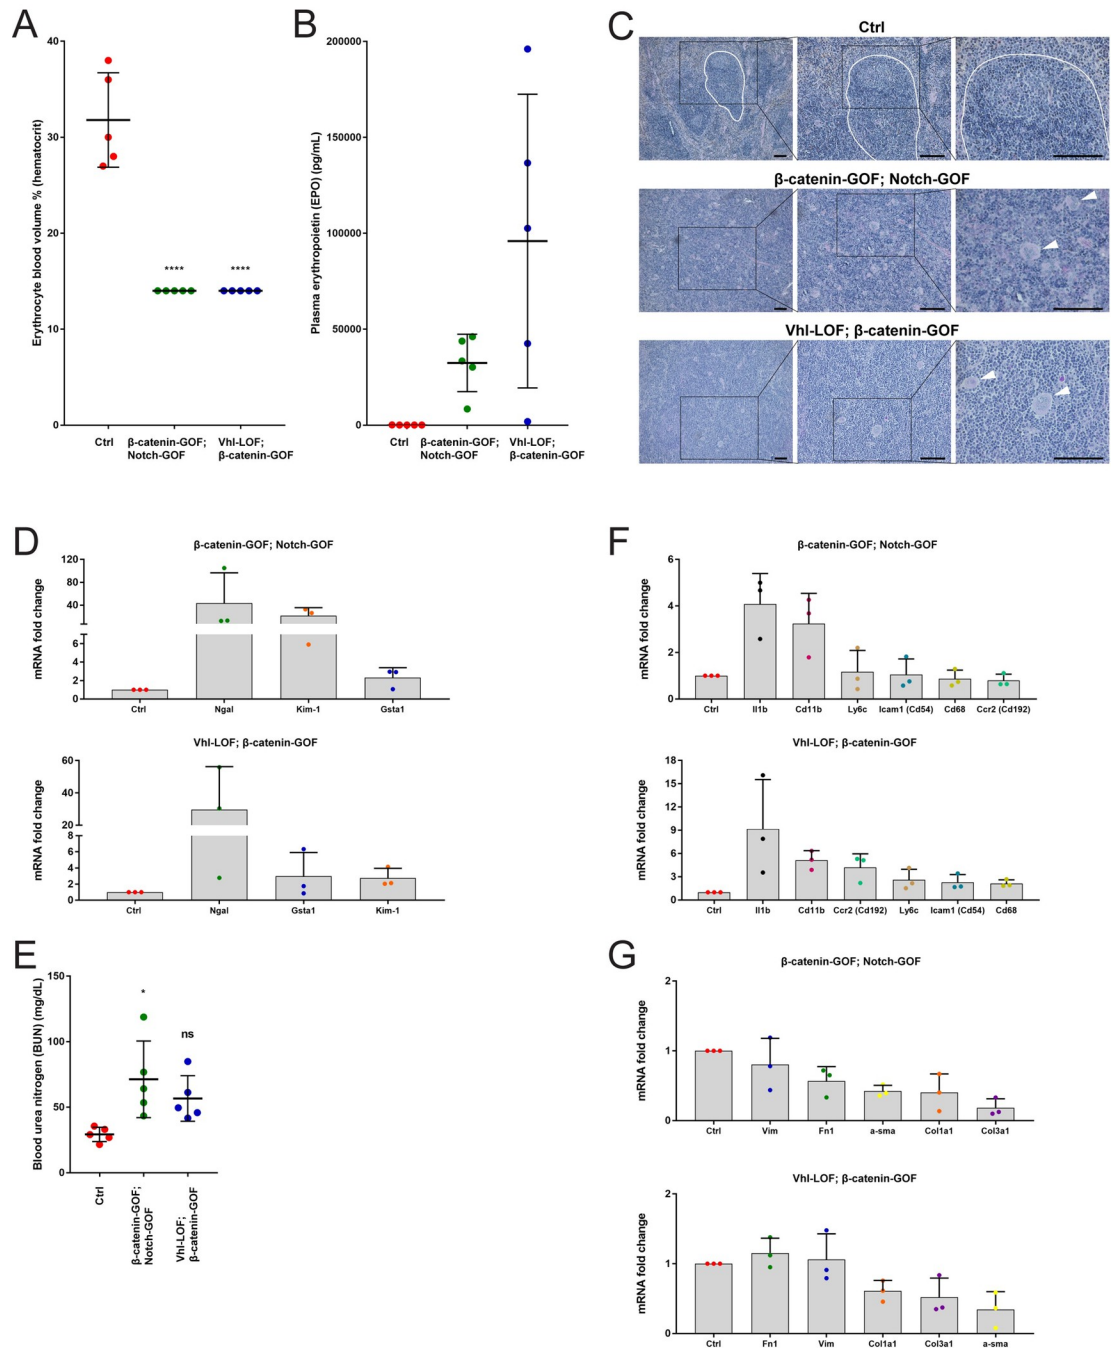 A
Erythrocyte blood volume % (hematocrit)
40
30
20
10
0
****
****
Ctrl
β-catenin-GOF;
Notch-GOF
Vhl-LOF;
β-catenin-GOF
B
Plasma erythropoietin (EPO) (pg/mL)
200000
150000
100000
50000
0
Ctrl
β-catenin-GOF;
Notch-GOF
Vhl-LOF;
β-catenin-GOF
C
Ctrl
β-catenin-GOF; Notch-GOF
Vhl-LOF; β-catenin-GOF
D
β-catenin-GOF; Notch-GOF
mRNA fold change
120
80
40
6
4
2
0
Ctrl
Ngal
Kim-1
Gsta1
Vhl-LOF; β-catenin-GOF
mRNA fold change
60
40
20
8
6
4
2
0
Ctrl
Ngal
Gsta1
Kim-1
E
Blood urea nitrogen (BUN) (mg/dL)
150
100
50
0
*
ns
Ctrl
β-catenin-GOF;
Notch-GOF
Vhl-LOF;
β-catenin-GOF
F
β-catenin-GOF; Notch-GOF
mRNA fold change
6
4
2
0
Ctrl
Il1b
Cd11b
Ly6c
Icam1 (Cd54)
Cd68
Ccr2 (Cd192)
Vhl-LOF; β-catenin-GOF
mRNA fold change
18
15
12
9
6
3
0
Ctrl
Il1b
Cd11b
Ccr2 (Cd192)
Ly6c
Icam1 (Cd54)
Cd68
G
β-catenin-GOF; Notch-GOF
mRNA fold change
2
1
0
Ctrl
Vim
Fn1
a-sma
Col1a1
Col3a1
Vhl-LOF; β-catenin-GOF
mRNA fold change
2
1
0
Ctrl
Fn1
Vim
Col1a1
Col3a1
a-sma